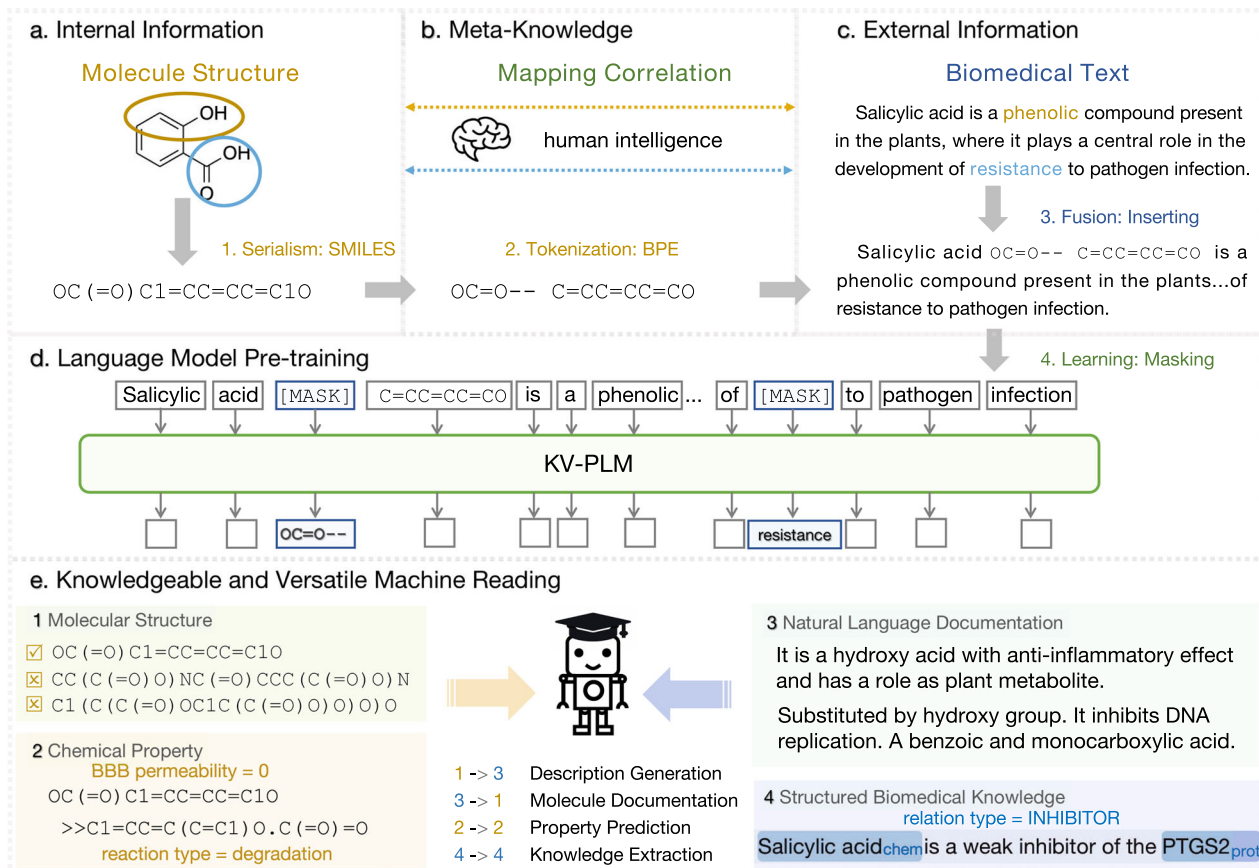 a. Internal Information
Molecule Structure
OH
OH
O
1. Serialism: SMILES
OC(=O)C1=CC=CC=C1O
b. Meta-Knowledge
Mapping Correlation
human intelligence
2. Tokenization: BPE
OC=O-- C=CC=CC=CO
c. External Information
Biomedical Text
Salicylic acid is a phenolic compound present
in the plants, where it plays a central role in the
development of resistance to pathogen infection.
3. Fusion: Inserting
Salicylic acid OC=O-- C=CC=CC=CO is a
phenolic compound present in the plants...of
resistance to pathogen infection.
4. Learning: Masking
d. Language Model Pre-training
Salicylic acid [MASK] C=CC=CC=CO is a phenolic... of [MASK] to pathogen infection
KV-PLM
OC=O-- resistance
e. Knowledgeable and Versatile Machine Reading
1 Molecular Structure
OC(=O)C1=CC=CC=C1O
CC(C(=O)O)NC(=O)CCC(C(=O)O)N
C1(C(C(=O)OC1C(C(=O)O)O)O)O
2 Chemical Property
BBB permeability = 0
OC(=O)C1=CC=CC=C1O
>>C1=CC=C(C=C1)O.C(=O)=O
reaction type = degradation
1 -> 3 Description Generation
3 -> 1 Molecule Documentation
2 -> 2 Property Prediction
4 -> 4 Knowledge Extraction
3 Natural Language Documentation
It is a hydroxy acid with anti-inflammatory effect
and has a role as plant metabolite.
Substituted by hydroxy group. It inhibits DNA
replication. A benzoic and monocarboxylic acid.
4 Structured Biomedical Knowledge
relation type = INHIBITOR
Salicylic acid chem is a weak inhibitor of the PTGS2 prot